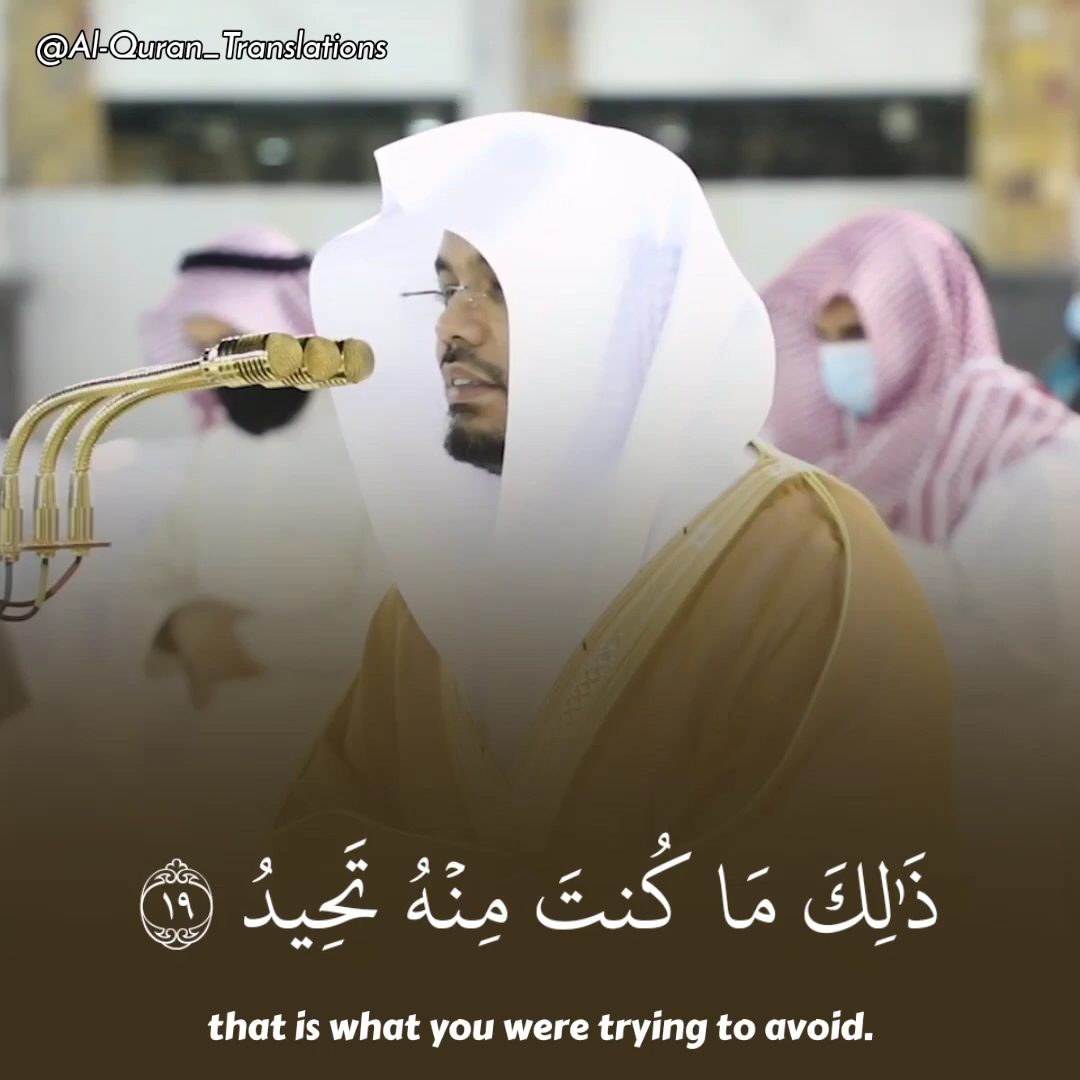 @Al-Quran_Translations
ذَٰلِكَ مَا كُنتَ مِنْهُ تَحِيدُ ١٩
that is what you were trying to avoid.